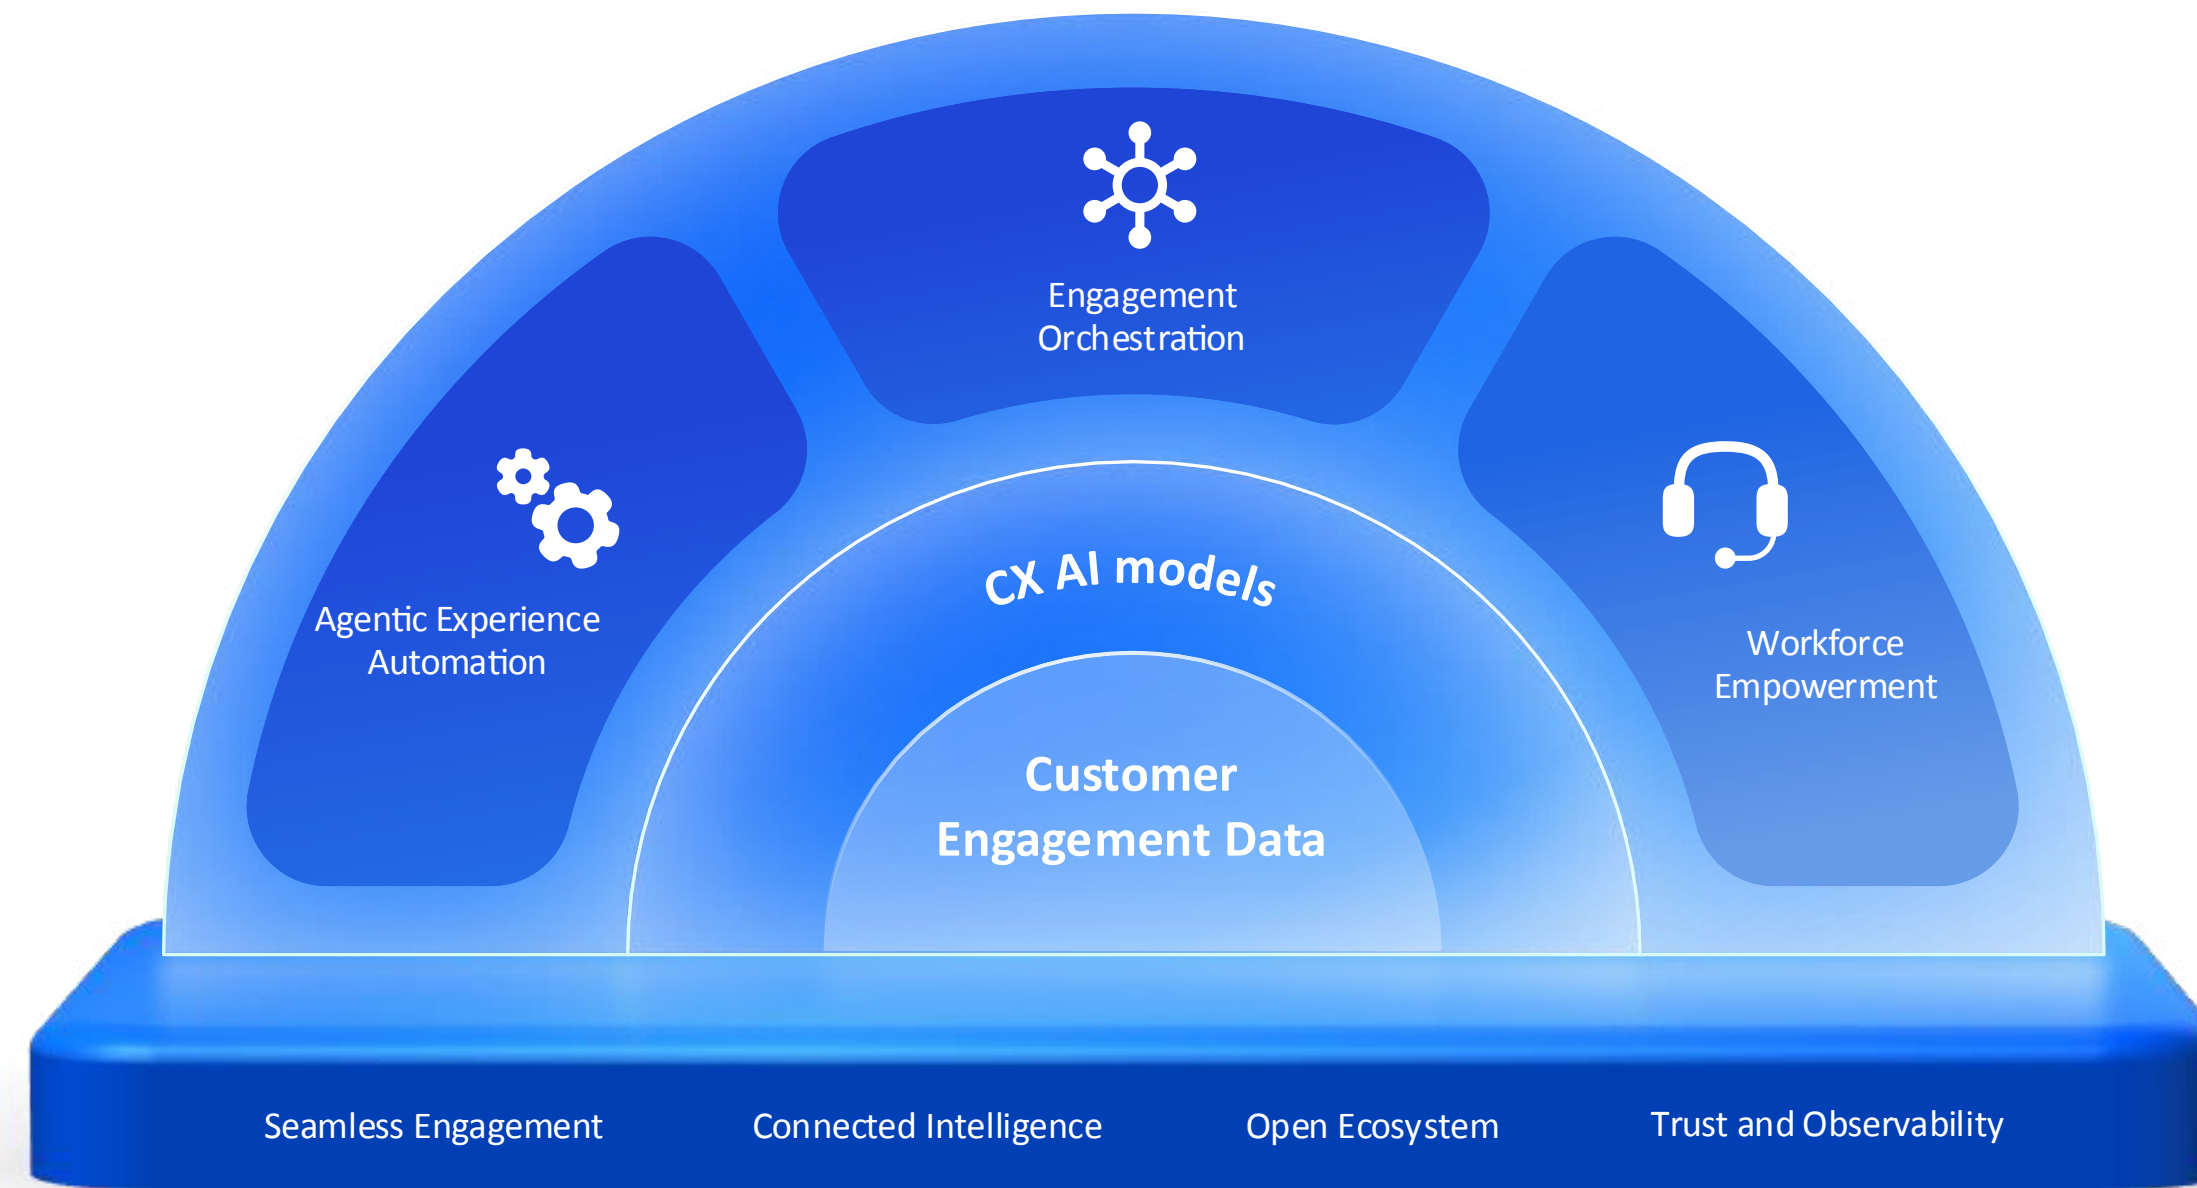 Engagement
Orchestration
Agentic Experience
Automation
Workforce
Empowerment
CX AI models
Customer
Engagement Data
Seamless Engagement
Connected Intelligence
Open Ecosystem
Trust and Observability